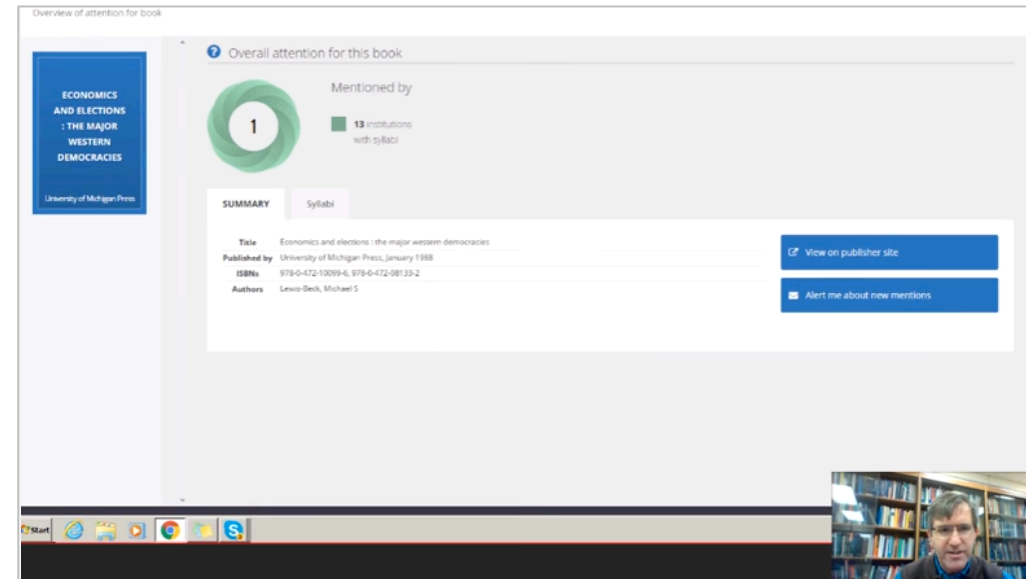 Overview of attention for book
ECONOMICS
AND ELECTIONS
: THE MAJOR
WESTERN
DEMOCRACIES
University of Michigan Press
? Overall attention for this book
1
Mentioned by
13 institutions
with syllabi
SUMMARY Syllabi
Title Economics and elections : the major western democracies
Published by University of Michigan Press, January 1988
ISBNs 978-0-472-10099-6, 978-0-472-08133-2
Authors Lewis-Beck, Michael S
View on publisher site
Alert me about new mentions
Start